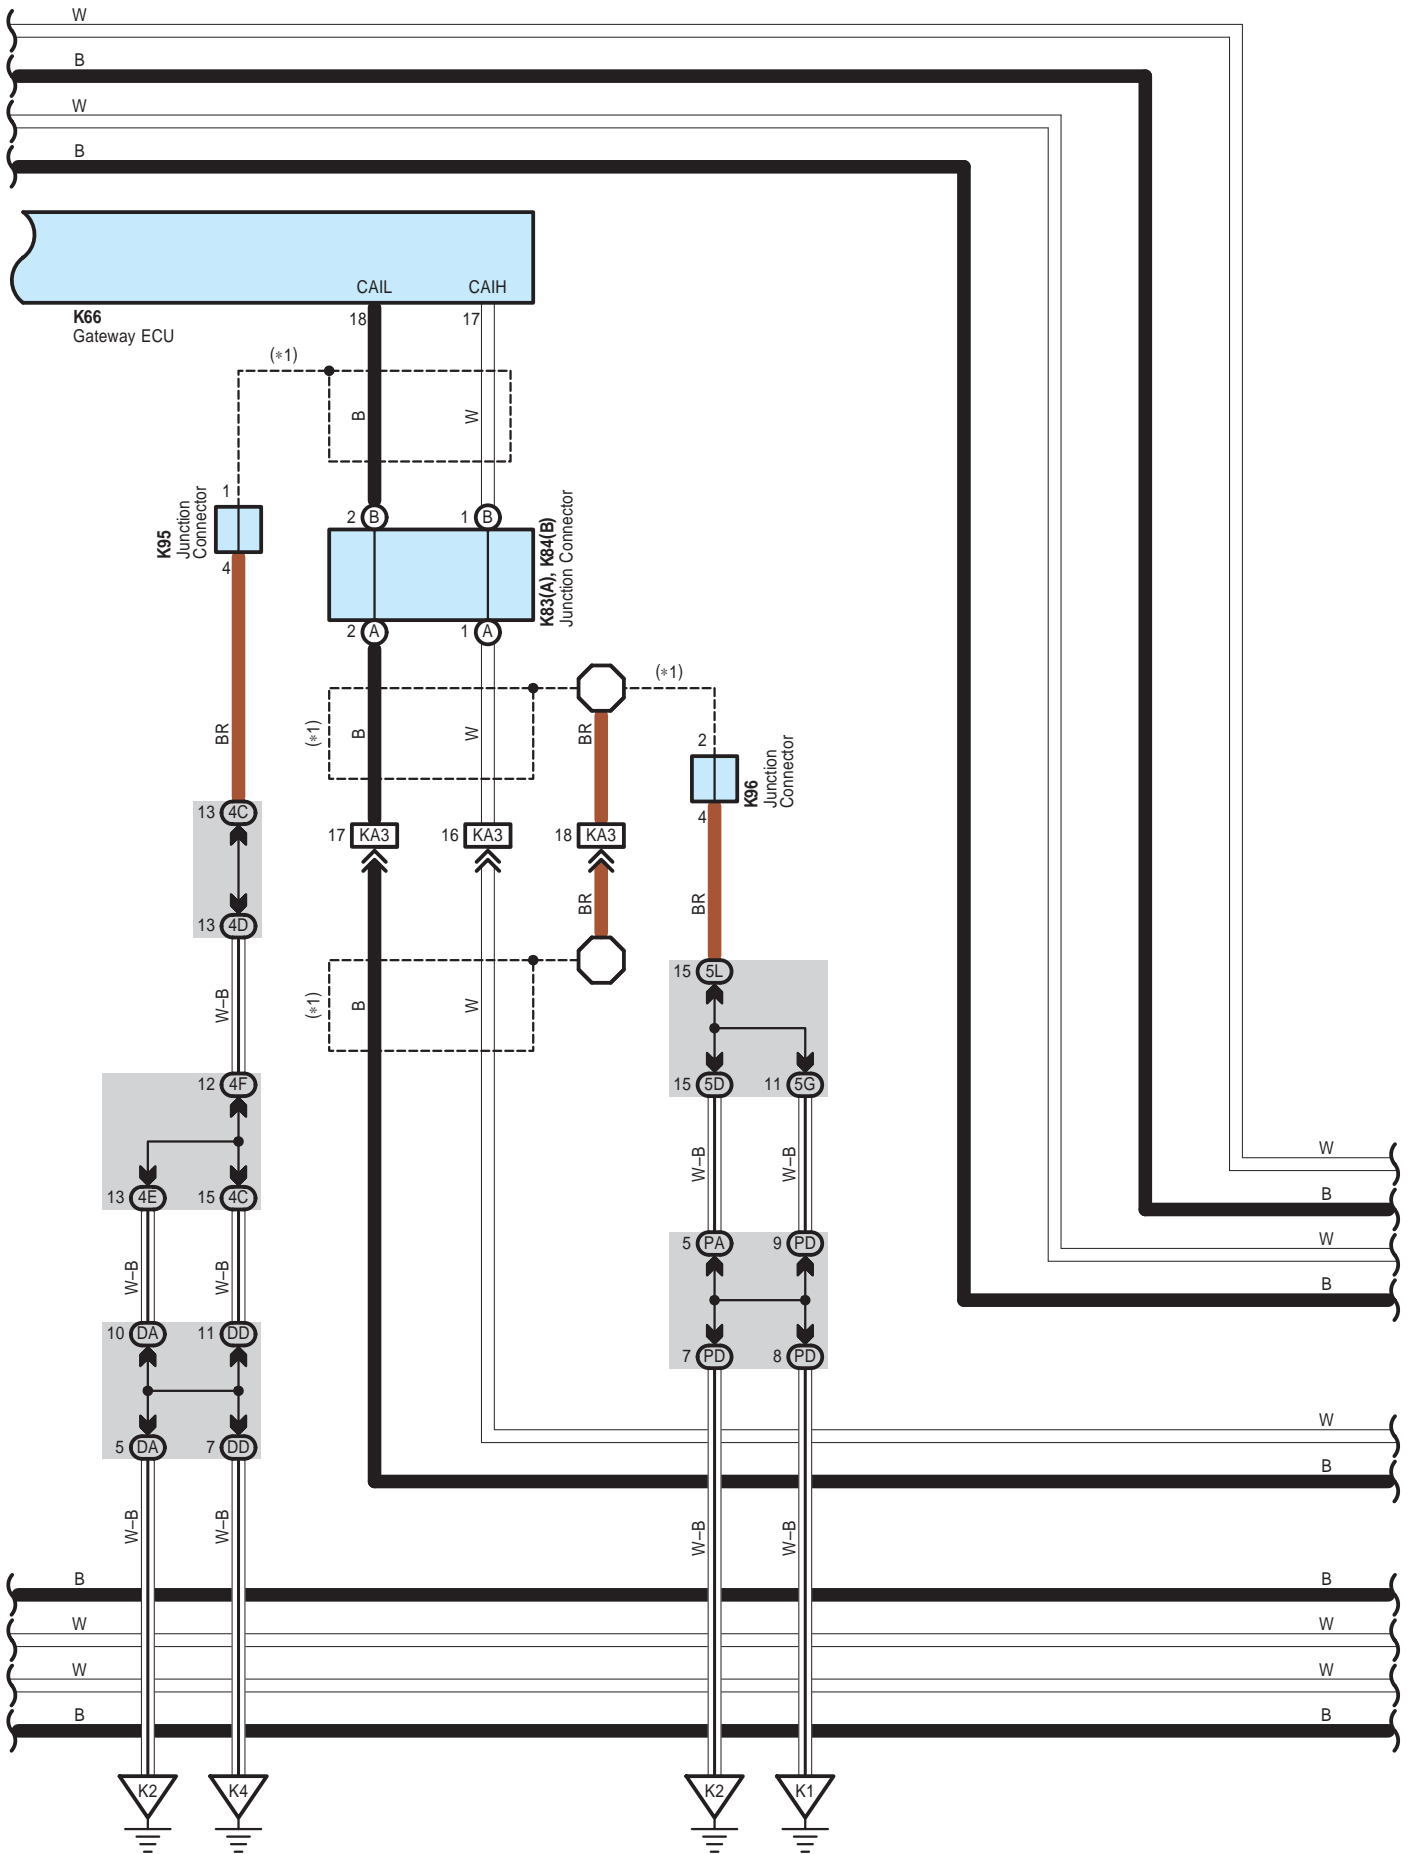 W
B
W
B
CAIL CAIH
K66 18 17
Gateway ECU
(*1)
B W
1
K95
Junction
Connector
2 B 1 B
4
K83(A), K84(B)
Junction Connector
2 A 1 A
(*1)
BR (*1) B W BR 2
K96
Junction
Connector
13 4C 17 KA3 16 KA3 18 KA3 4
BR BR
13 4D
15 5L
W–B (*1) B W
12 4F 15 5D 11 5G
W B
W–B W–B
13 4E 15 4C B
5 PA 9 PD W
W–B W–B B
10 DA 11 DD 7 PD 8 PD
W
5 DA 7 DD B
W–B W–B W–B W–B
B B
W W
W W
B B
K2 K4 K2 K1